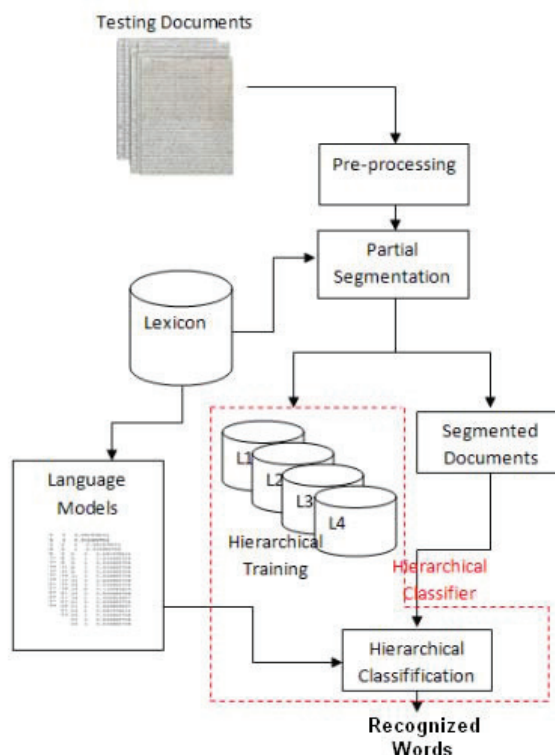 Testing Documents
Pre-processing
Partial
Segmentation
Lexicon
Segmented
Documents
Language
Models
L1
L2
L3
L4
Hierarchical
Training
Hierarchical
Classifier
Hierarchical
Classifification
Recognized
Words